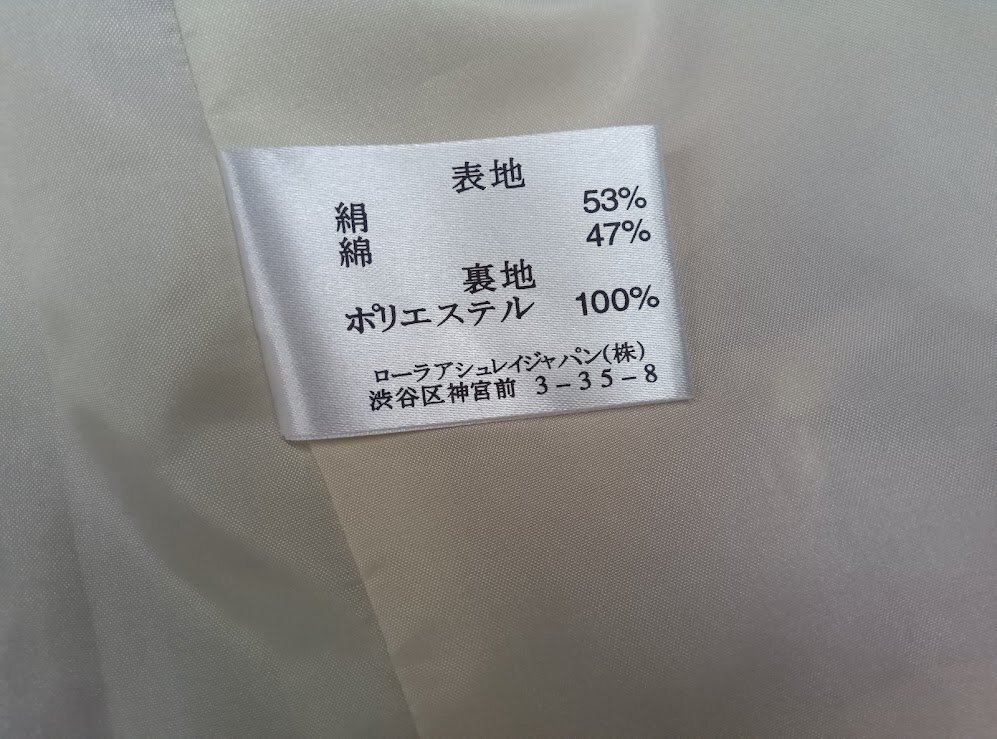 表地
絹 53%
綿 47%
裏地
ポリエステル 100%
ローラアシュレイジャパン(株)
渋谷区神宮前 3-35-8